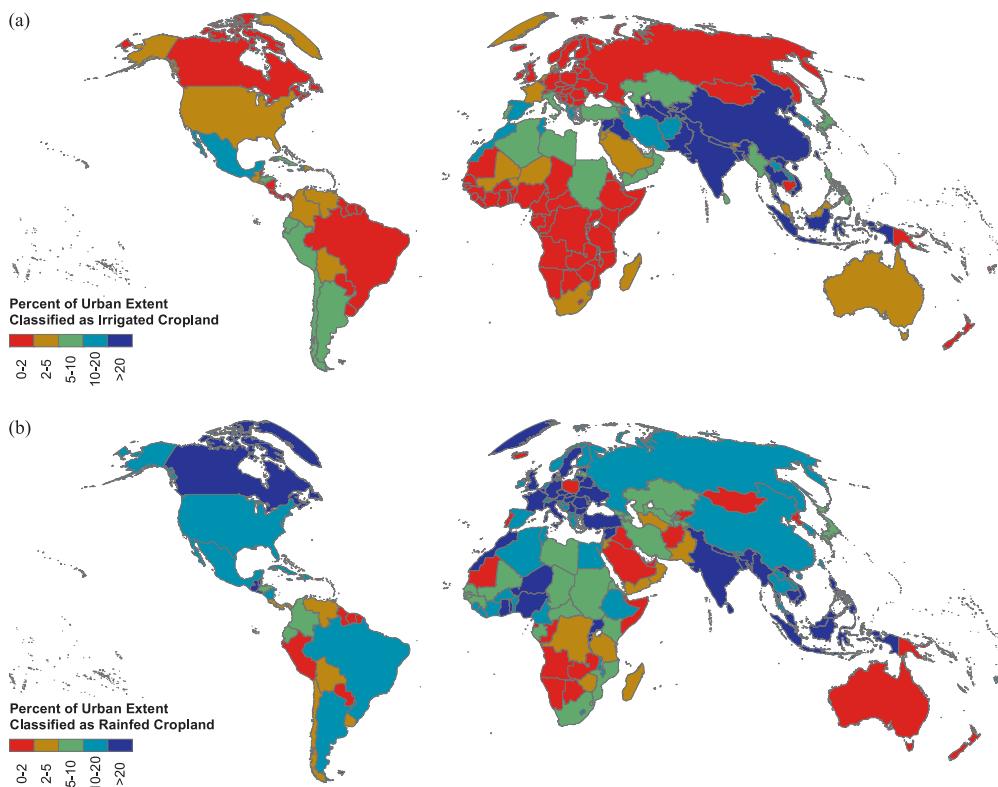 (a)
Percent of Urban Extent
Classified as Irrigated Cropland
0-2
2-5
5-10
10-20
>20
(b)
Percent of Urban Extent
Classified as Rainfed Cropland
0-2
2-5
5-10
10-20
>20